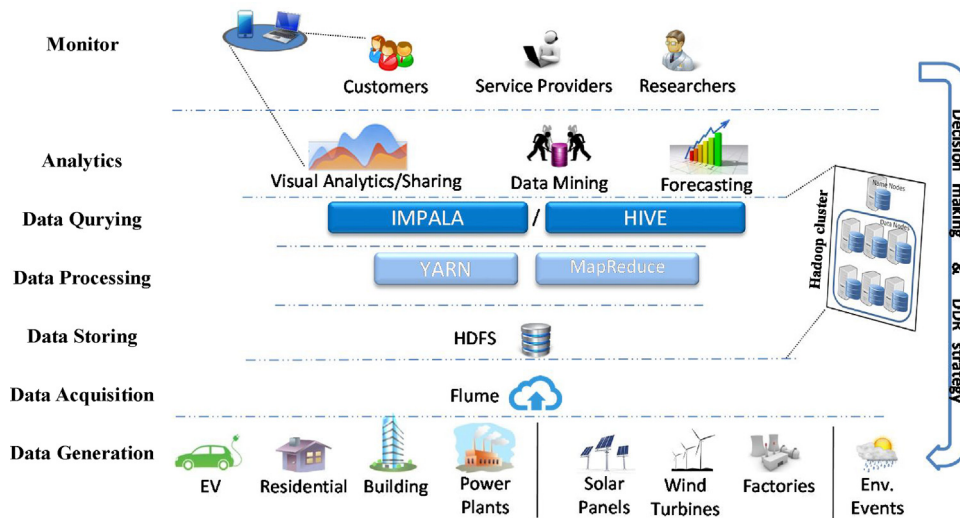 Monitor
Customers
Service Providers
Researchers
Analytics
Visual Analytics/Sharing
Data Mining
Forecasting
Data Qurying
IMPALA
/
HIVE
Data Processing
YARN
MapReduce
Data Storing
HDFS
Data Acquisition
Flume
Data Generation
EV
Residential
Building
Power
Plants
Solar
Panels
Wind
Turbines
Factories
Env.
Events
Hadoop cluster
Name Nodes
Data Nodes
Decision making & DDR strategy